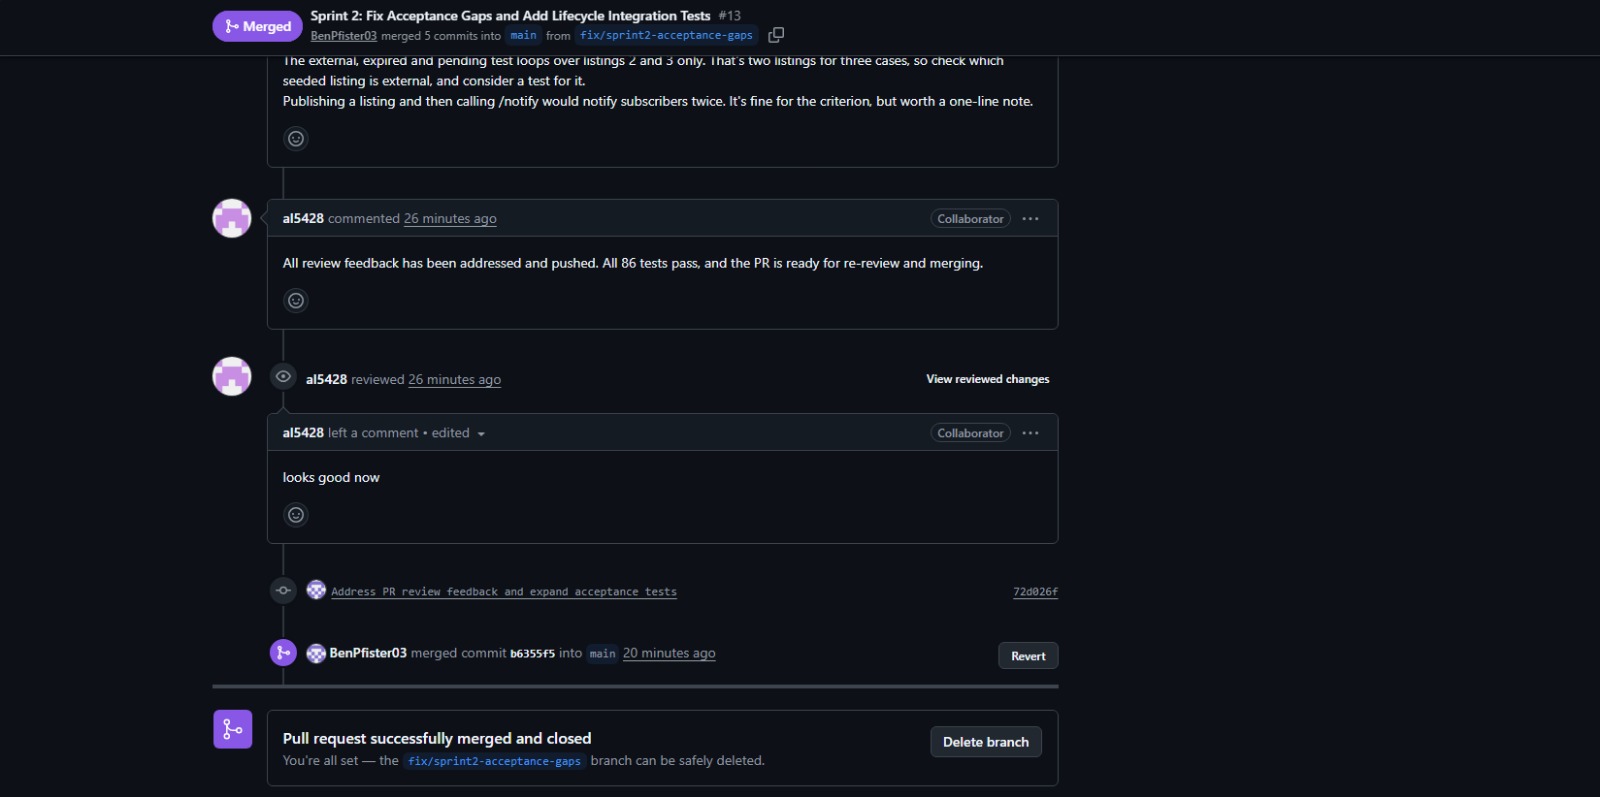 Merged
Sprint 2: Fix Acceptance Gaps and Add Lifecycle Integration Tests #13
BenPfister03 merged 5 commits into main from fix/sprint2-acceptance-gaps
The external, expired and pending test loops over listings 2 and 3 only. That's two listings for three cases, so check which
seeded listing is external, and consider a test for it.
Publishing a listing and then calling /notify would notify subscribers twice. It's fine for the criterion, but worth a one-line note.
al5428 commented 26 minutes ago
Collaborator
All review feedback has been addressed and pushed. All 86 tests pass, and the PR is ready for re-review and merging.
al5428 reviewed 26 minutes ago
View reviewed changes
al5428 left a comment • edited
Collaborator
looks good now
Address PR review feedback and expand acceptance tests
72d026f
BenPfister03 merged commit b6355f5 into main 20 minutes ago
Revert
Pull request successfully merged and closed
You're all set — the fix/sprint2-acceptance-gaps branch can be safely deleted.
Delete branch